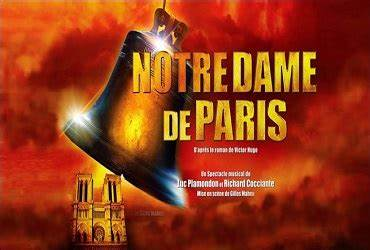 NOTRE DAME
DE PARIS
D'après le roman de Victor Hugo
Un Spectacle musical de
Luc Plamondon et Richard Cocciante
Mise en scène de Gilles Maheu